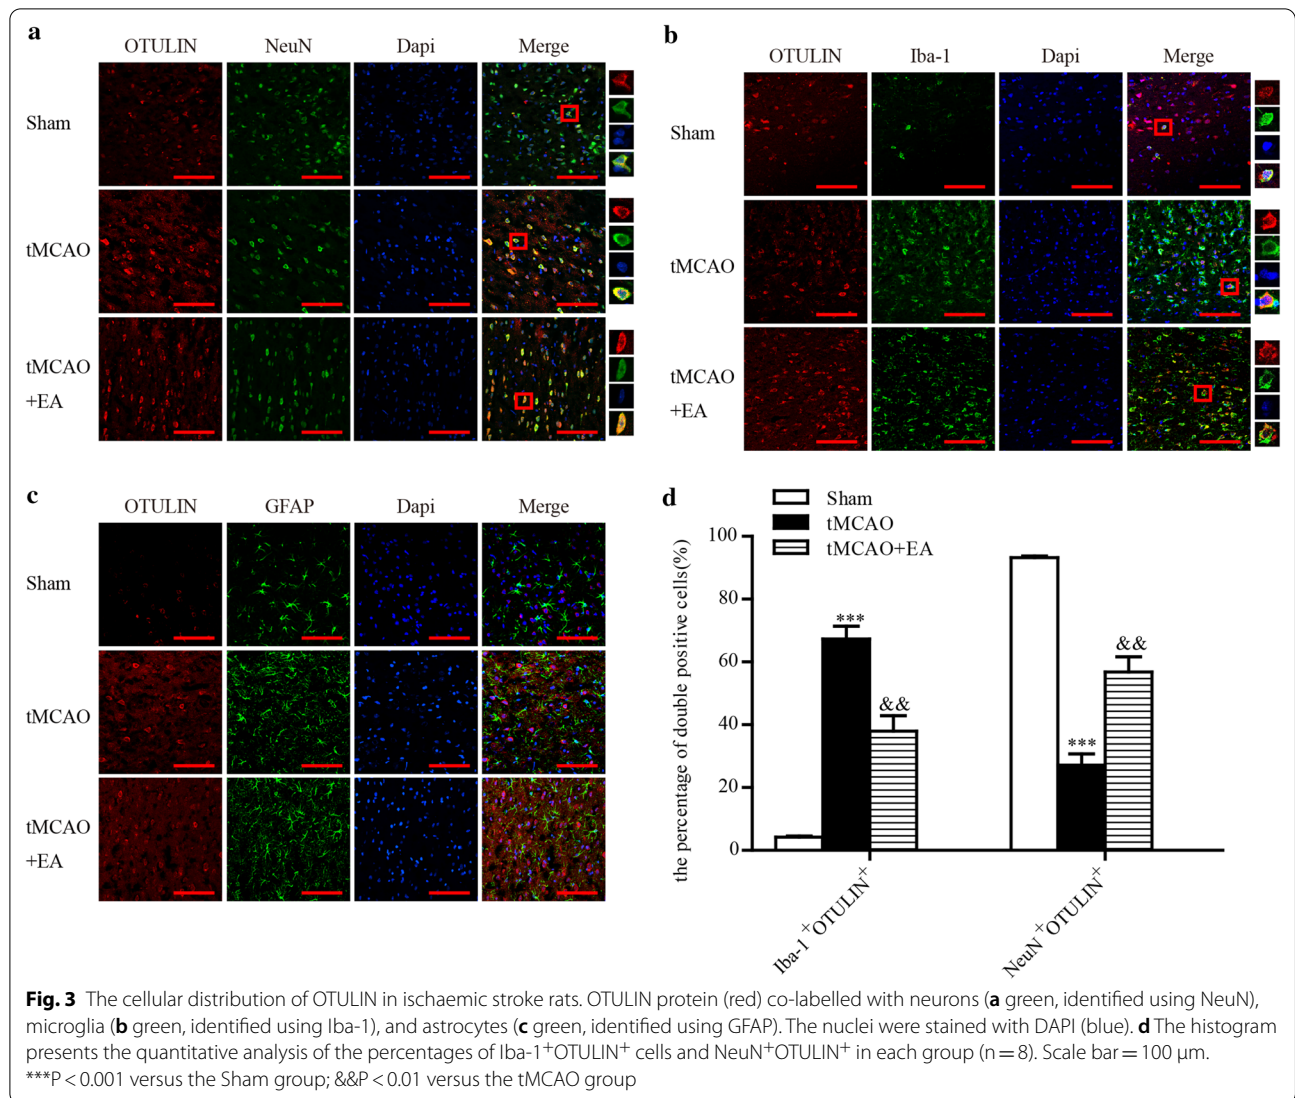 a
OTULIN NeuN Dapi Merge
Sham
tMCAO
tMCAO
+EA
b
OTULIN Iba-1 Dapi Merge
Sham
tMCAO
tMCAO
+EA
c
OTULIN GFAP Dapi Merge
Sham
tMCAO
tMCAO
+EA
d
Sham
tMCAO
tMCAO+EA
the percentage of double positive cells(%)
100
80
60
40
20
0
***
&&
***
&&
Iba-1⁺OTULIN⁺
NeuN⁺OTULIN⁺
Fig. 3 The cellular distribution of OTULIN in ischaemic stroke rats. OTULIN protein (red) co-labelled with neurons (a green, identified using NeuN),
microglia (b green, identified using Iba-1), and astrocytes (c green, identified using GFAP). The nuclei were stained with DAPI (blue). d The histogram
presents the quantitative analysis of the percentages of Iba-1⁺OTULIN⁺ cells and NeuN⁺OTULIN⁺ in each group (n = 8). Scale bar = 100 µm.
***P < 0.001 versus the Sham group; &&P < 0.01 versus the tMCAO group